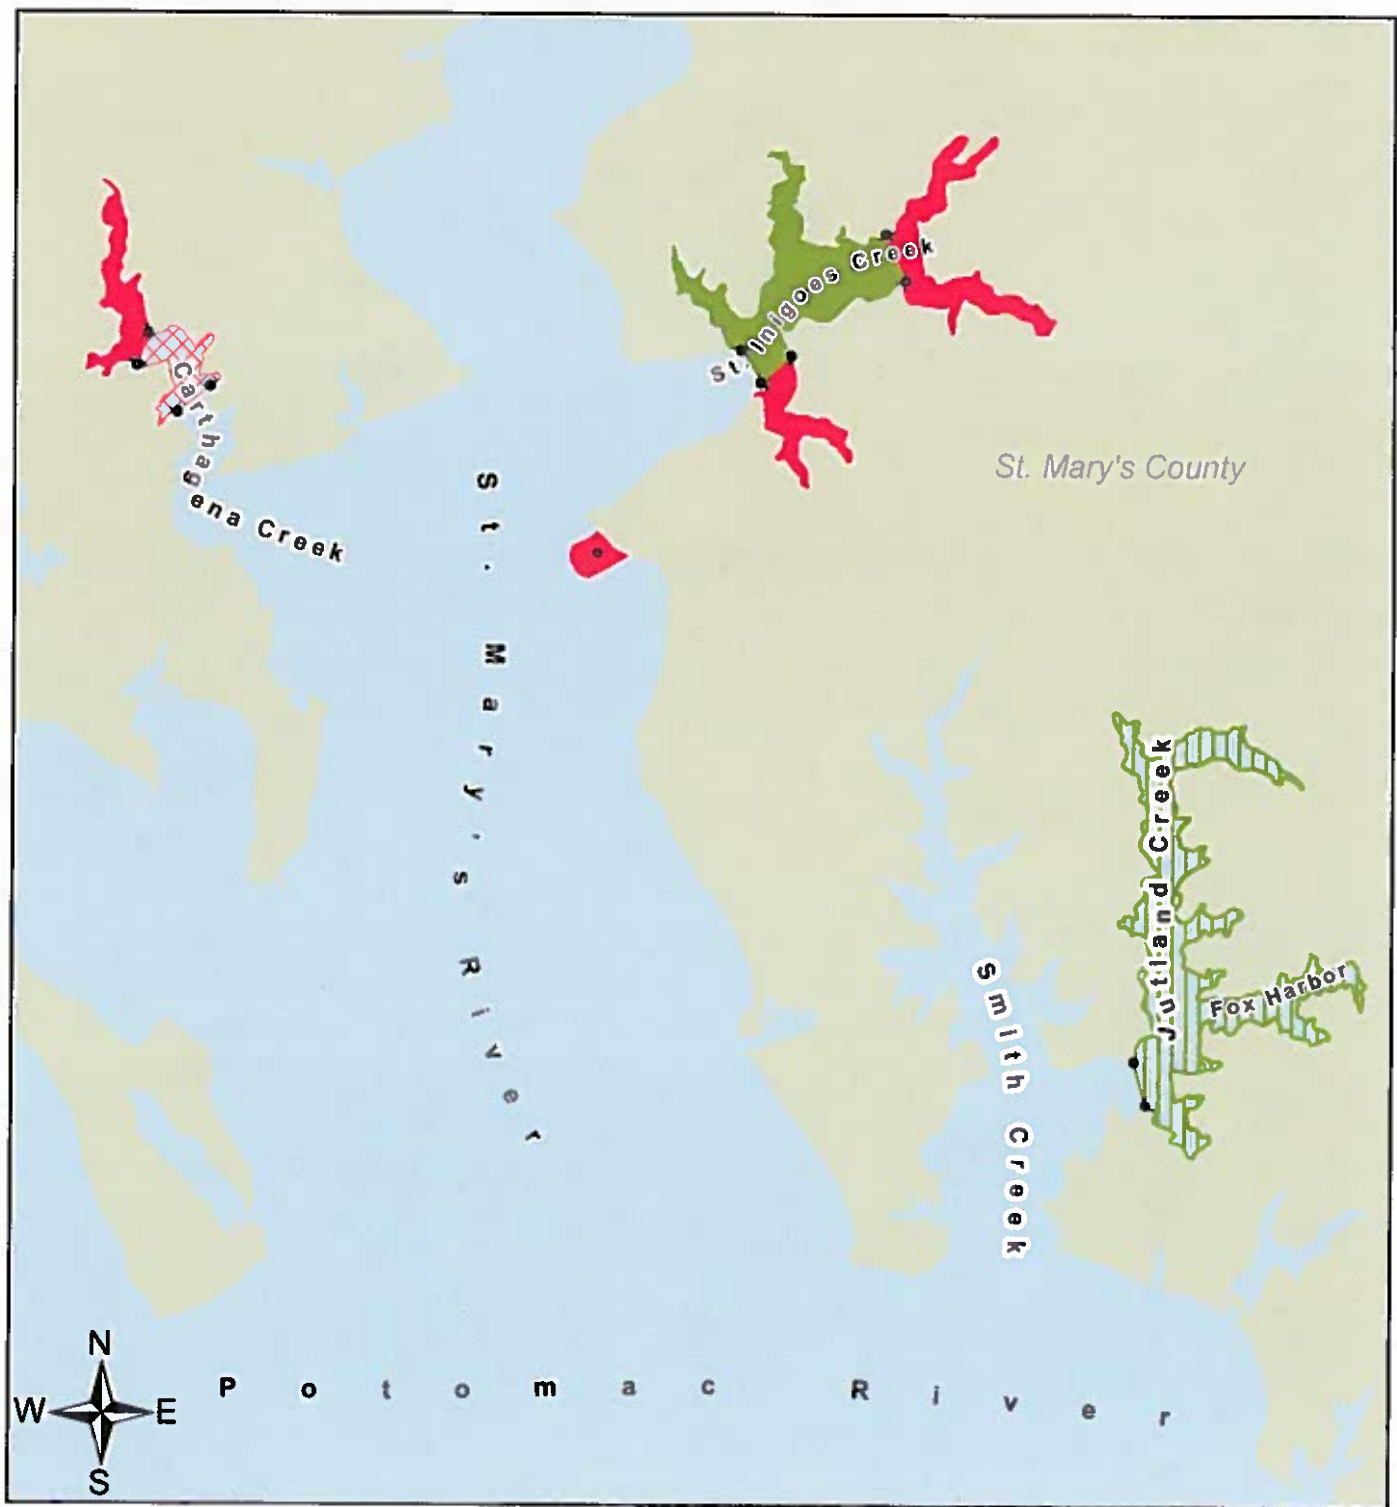 St. Inigoes Creek
Carthagena Creek
St. Mary's County
St. Mary's River
Jutland Creek
Fox Harbor
Smith Creek
N
W E
S
Potomac River